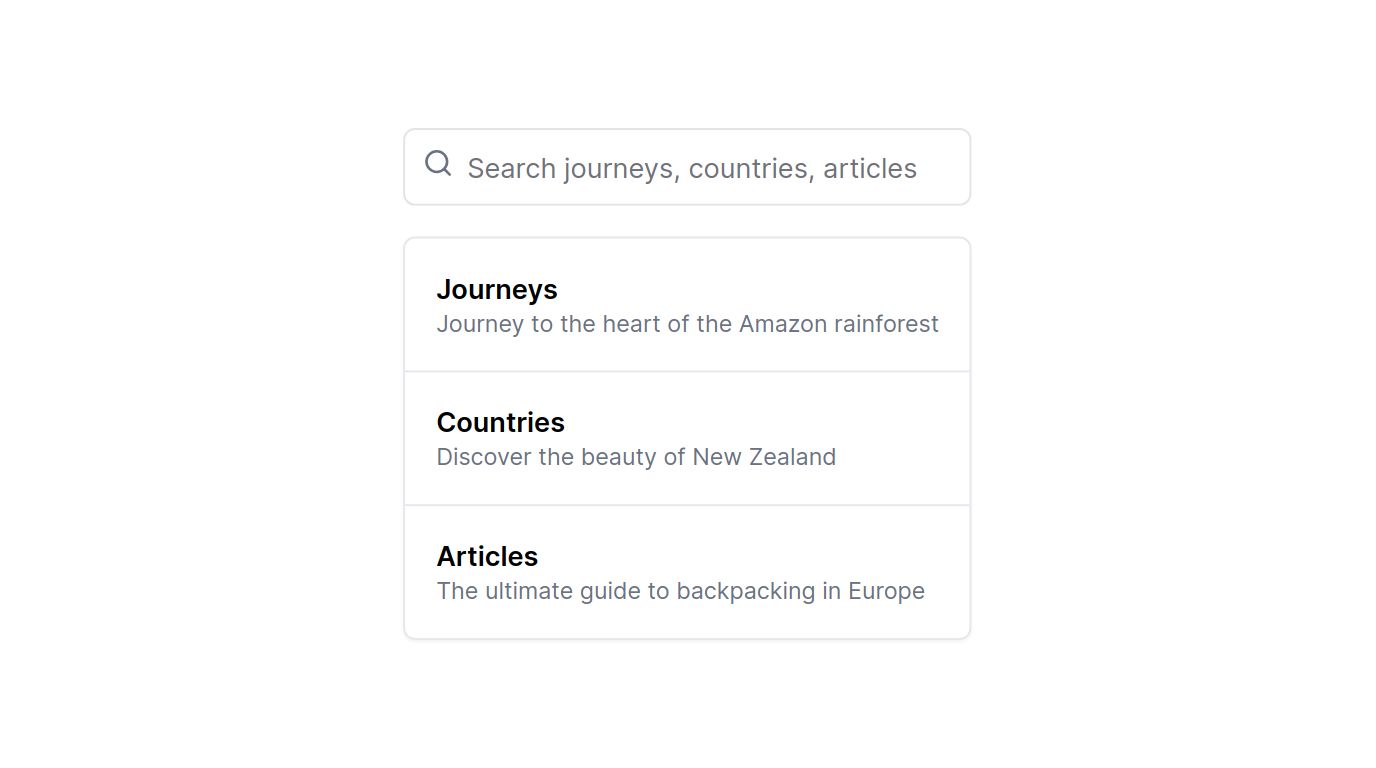 Search journeys, countries, articles
Journeys
Journey to the heart of the Amazon rainforest
Countries
Discover the beauty of New Zealand
Articles
The ultimate guide to backpacking in Europe